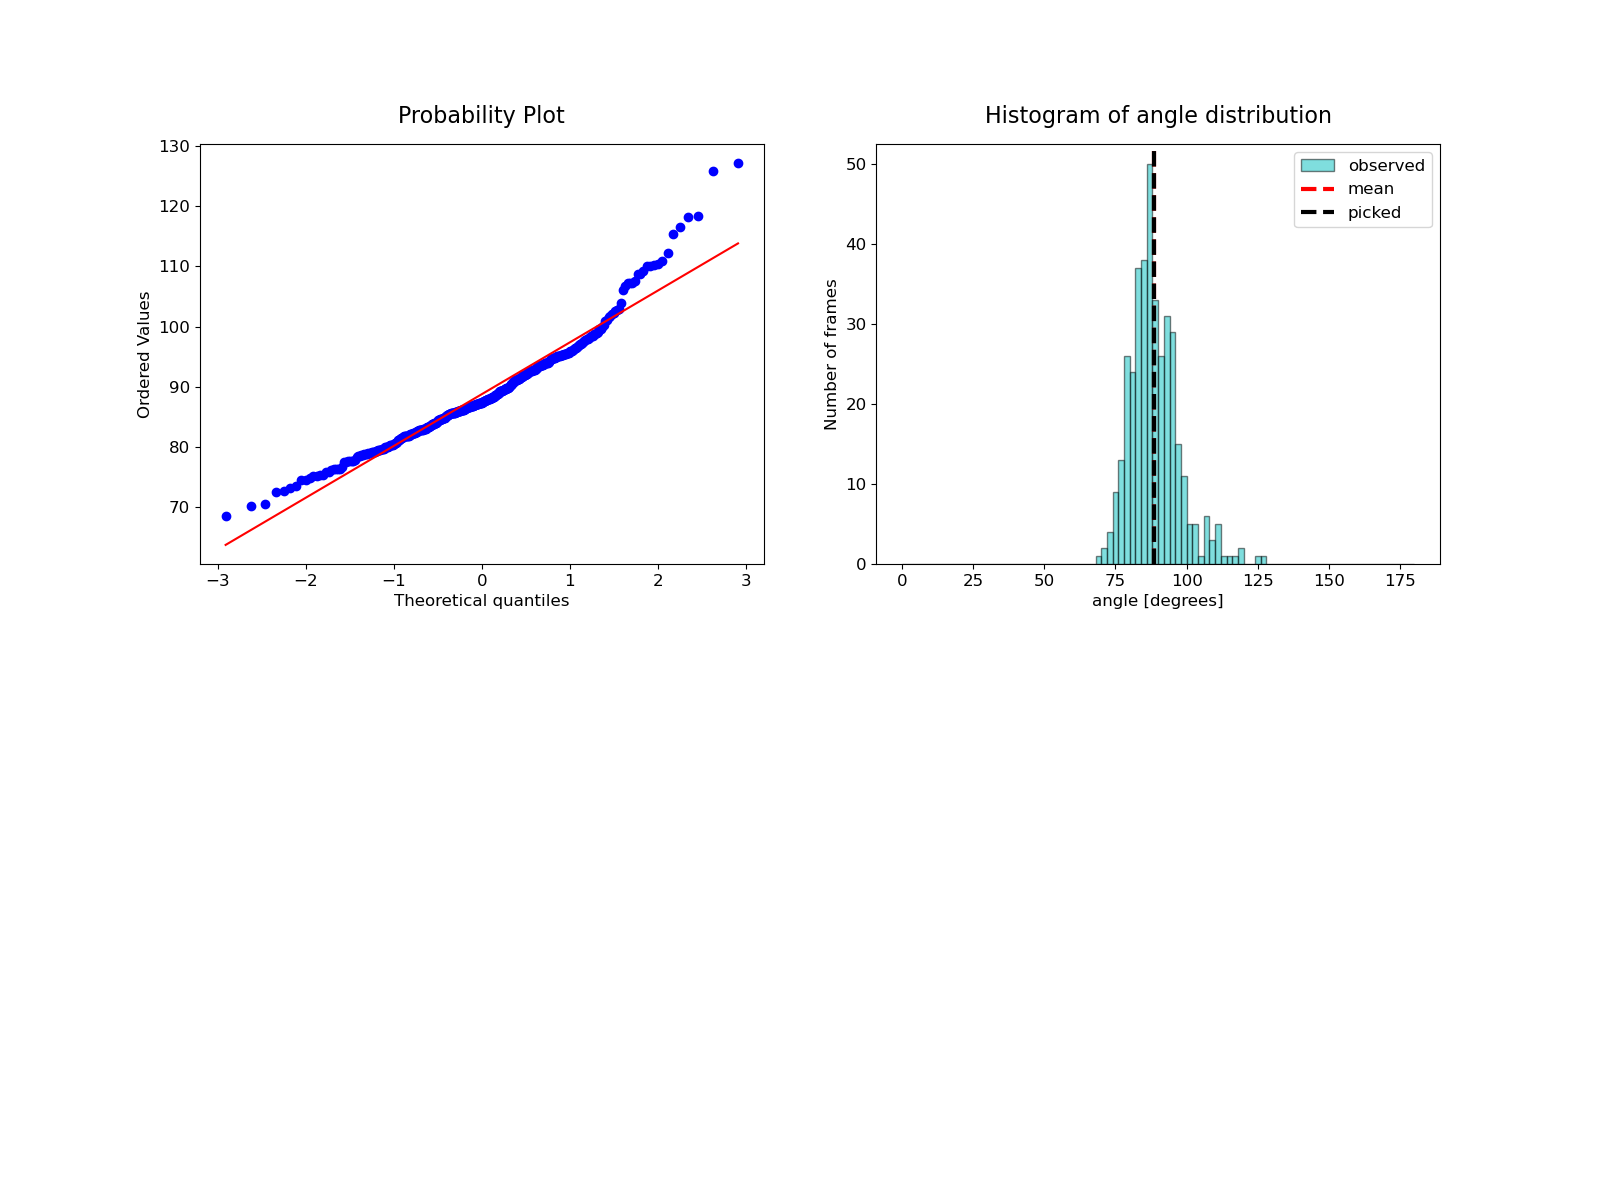 Probability Plot
130
120
110
100
90
80
70
Ordered Values
−3 −2 −1 0 1 2 3
Theoretical quantiles
Histogram of angle distribution
observed
mean
picked
50
40
30
20
10
0
Number of frames
0 25 50 75 100 125 150 175
angle [degrees]